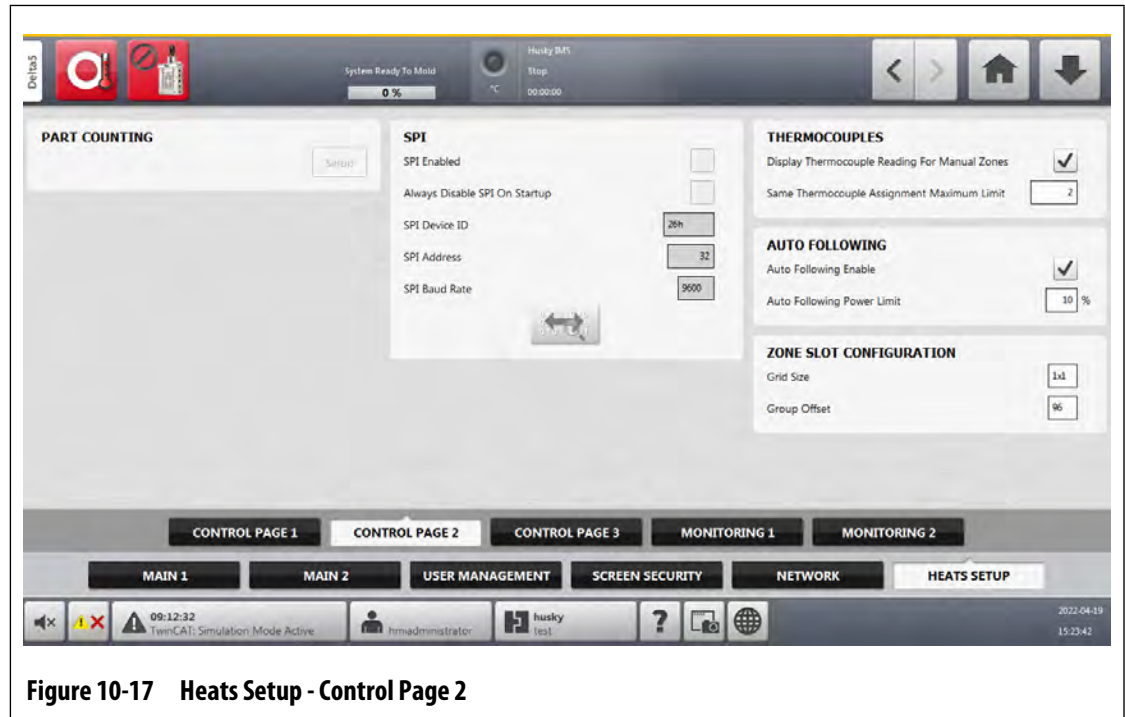 Delta5
System Ready To Mold
0 %
°C
Husky IMS
Stop
00:00:00
PART COUNTING
Setup
SPI
SPI Enabled
Always Disable SPI On Startup
SPI Device ID
26h
SPI Address
32
SPI Baud Rate
9600
THERMOCOUPLES
Display Thermocouple Reading For Manual Zones
Same Thermocouple Assignment Maximum Limit
2
AUTO FOLLOWING
Auto Following Enable
Auto Following Power Limit
10 %
ZONE SLOT CONFIGURATION
Grid Size
1x1
Group Offset
96
CONTROL PAGE 1
CONTROL PAGE 2
CONTROL PAGE 3
MONITORING 1
MONITORING 2
MAIN 1
MAIN 2
USER MANAGEMENT
SCREEN SECURITY
NETWORK
HEATS SETUP
09:12:32
TwinCAT: Simulation Mode Active
hmiadministrator
husky
test
?
2022-04-19
15:23:42
Figure 10-17 Heats Setup - Control Page 2